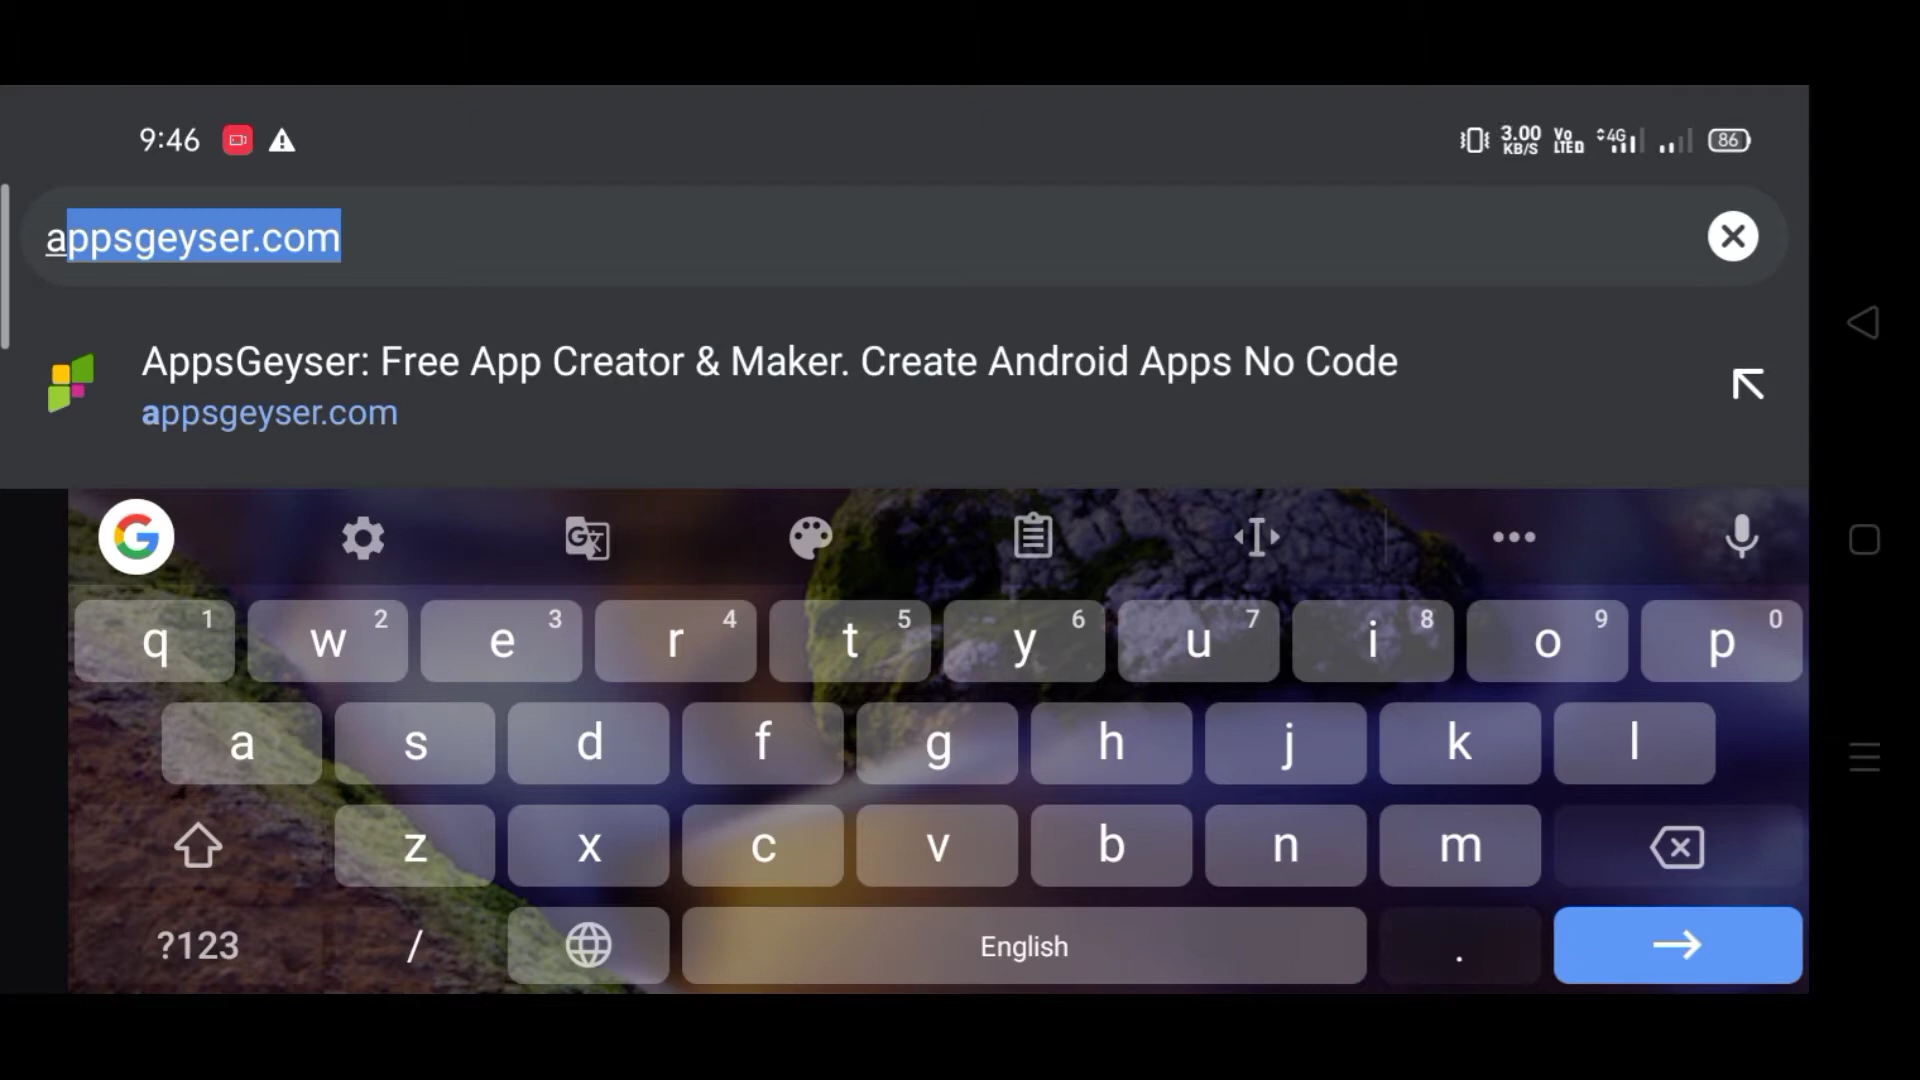 9:46
3.00
KB/S
Vo
LTE
4G
86
appsgeyser.com
AppsGeyser: Free App Creator & Maker. Create Android Apps No Code
appsgeyser.com
q 1 w 2 e 3 r 4 t 5 y 6 u 7 i 8 o 9 p 0
a s d f g h j k l
z x c v b n m
?123 / English .